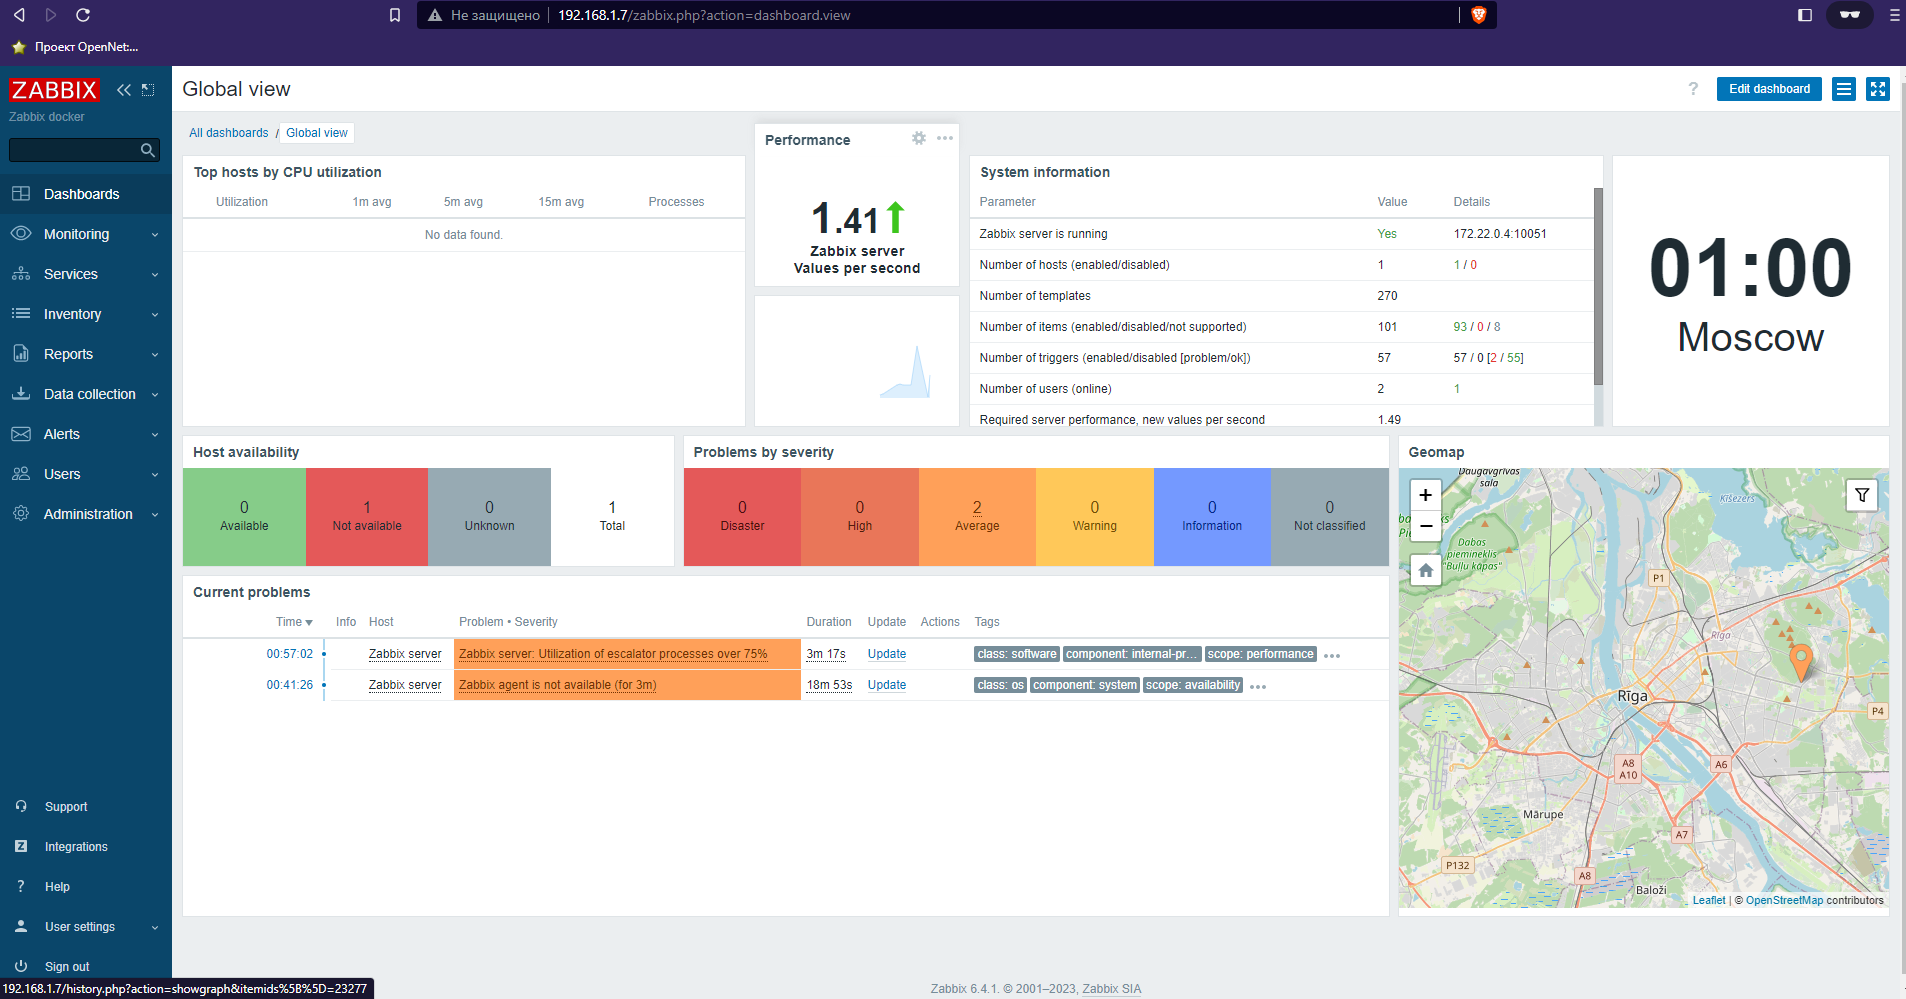 Не защищено
192.168.1.7/zabbix.php?action=dashboard.view
Проект OpenNet:...
ZABBIX
Zabbix docker
Dashboards
Monitoring
Services
Inventory
Reports
Data collection
Alerts
Users
Administration
Support
Integrations
Help
User settings
Sign out
192.168.1.7/history.php?action=showgraph&itemids%5B%5D=23277
Global view
?
Edit dashboard
All dashboards / Global view
Top hosts by CPU utilization
Utilization 1m avg 5m avg 15m avg Processes
No data found.
Performance
1.41
Zabbix server
Values per second
System information
Parameter Value Details
Zabbix server is running Yes 172.22.0.4:10051
Number of hosts (enabled/disabled) 1 1 / 0
Number of templates 270
Number of items (enabled/disabled/not supported) 101 93 / 0 / 8
Number of triggers (enabled/disabled [problem/ok]) 57 57 / 0 [2 / 55]
Number of users (online) 2 1
Required server performance, new values per second 1.49
01:00
Moscow
Host availability
0 Available
1 Not available
0 Unknown
1 Total
Problems by severity
0 Disaster
0 High
2 Average
0 Warning
0 Information
0 Not classified
Current problems
Time Info Host Problem • Severity Duration Update Actions Tags
00:57:02 Zabbix server Zabbix server: Utilization of escalator processes over 75% 3m 17s Update class: software component: internal-pr... scope: performance
00:41:26 Zabbix server Zabbix agent is not available (for 3m) 18m 53s Update class: os component: system scope: availability
Geomap
+
−
Daugavgrīvas
sala
Ķīšezers
Dabas
piemineklis
"Buļļu kāpas"
P1
Rīga
Rīga
P4
A8
A10
A6
Mārupe
A7
P132
A8
Baloži
Leaflet | © OpenStreetMap contributors
Zabbix 6.4.1. © 2001–2023, Zabbix SIA